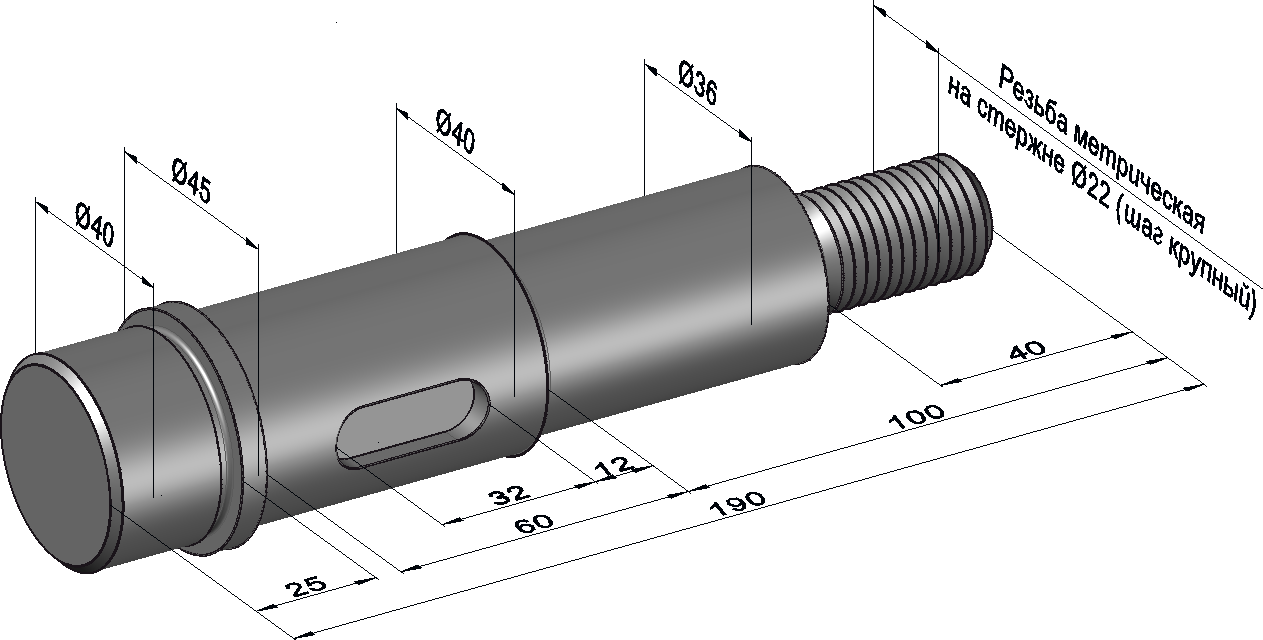 Ø40
Ø45
Ø40
Ø36
Резьба метрическая
на стержне Ø22 (шаг крупный)
40
100
12
32
60
190
25